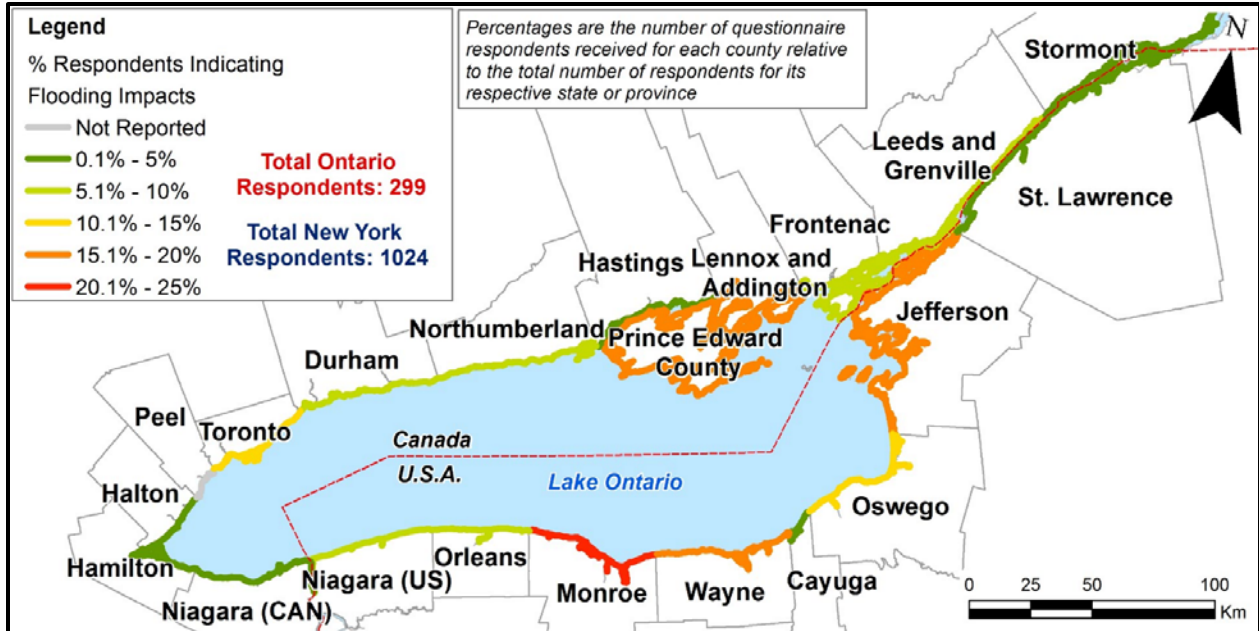 Legend
% Respondents Indicating
Flooding Impacts
Not Reported
0.1% - 5%
5.1% - 10%
10.1% - 15%
15.1% - 20%
20.1% - 25%
Total Ontario
Respondents: 299
Total New York
Respondents: 1024
Percentages are the number of questionnaire
respondents received for each county relative
to the total number of respondents for its
respective state or province
N
Stormont
Leeds and
Grenville
St. Lawrence
Frontenac
Hastings
Lennox and
Addington
Jefferson
Northumberland
Prince Edward
County
Durham
Peel
Toronto
Canada
U.S.A.
Lake Ontario
Halton
Oswego
Hamilton
Niagara (US)
Orleans
Niagara (CAN)
Monroe
Wayne
Cayuga
0 25 50 100
Km